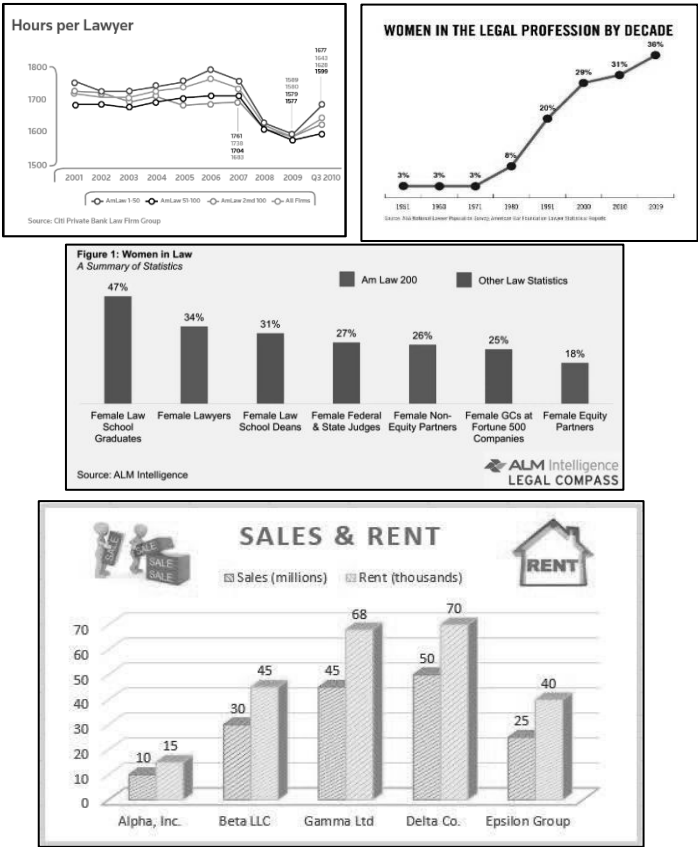 Hours per Lawyer
1677
1643
1628
1599
1800
1700
1600
1500
1589
1580
1579
1577
1761
1738
1704
1683
2001 2002 2003 2004 2005 2006 2007 2008 2009 Q3 2010
AmLaw 1-50 AmLaw 51-100 AmLaw 2nd 100 All Firms
Source: Citi Private Bank Law Firm Group
WOMEN IN THE LEGAL PROFESSION BY DECADE
3% 3% 3% 8% 20% 29% 31% 36%
1951 1960 1971 1980 1991 2000 2010 2019
Figure 1: Women in Law
A Summary of Statistics
Am Law 200 Other Law Statistics
47%
34%
31%
27%
26%
25%
18%
Female Law School Graduates
Female Lawyers
Female Law School Deans
Female Federal & State Judges
Female Non-Equity Partners
Female GCs at Fortune 500 Companies
Female Equity Partners
Source: ALM Intelligence
ALM Intelligence
LEGAL COMPASS
SALES & RENT
SALE
SALE
SALE
SALE
RENT
Sales (millions) Rent (thousands)
70
60
50
40
30
20
10
0
10 15
30 45
45 68
50 70
25 40
Alpha, Inc. Beta LLC Gamma Ltd Delta Co. Epsilon Group